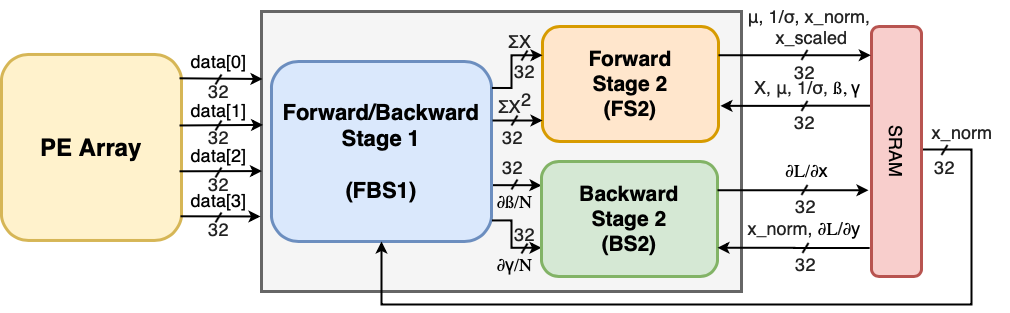 PE Array
data[0]
32
data[1]
32
data[2]
32
data[3]
32
Forward/Backward
Stage 1
(FBS1)
ΣX
32
ΣX²
32
32
∂ß/N
32
∂γ/N
Forward
Stage 2
(FS2)
Backward
Stage 2
(BS2)
μ, 1/σ, x_norm,
x_scaled
32
X, μ, 1/σ, ß, γ
32
∂L/∂x
32
x_norm, ∂L/∂y
32
SRAM
x_norm
32